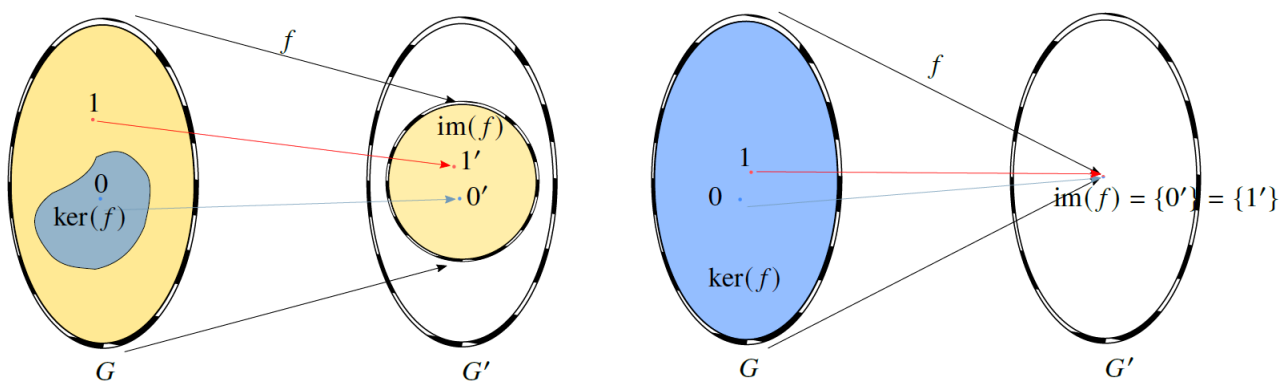 f
1
im(f)
1′
0
0′
ker(f)
G
G′
f
1
0
im(f) = {0′} = {1′}
ker(f)
G
G′